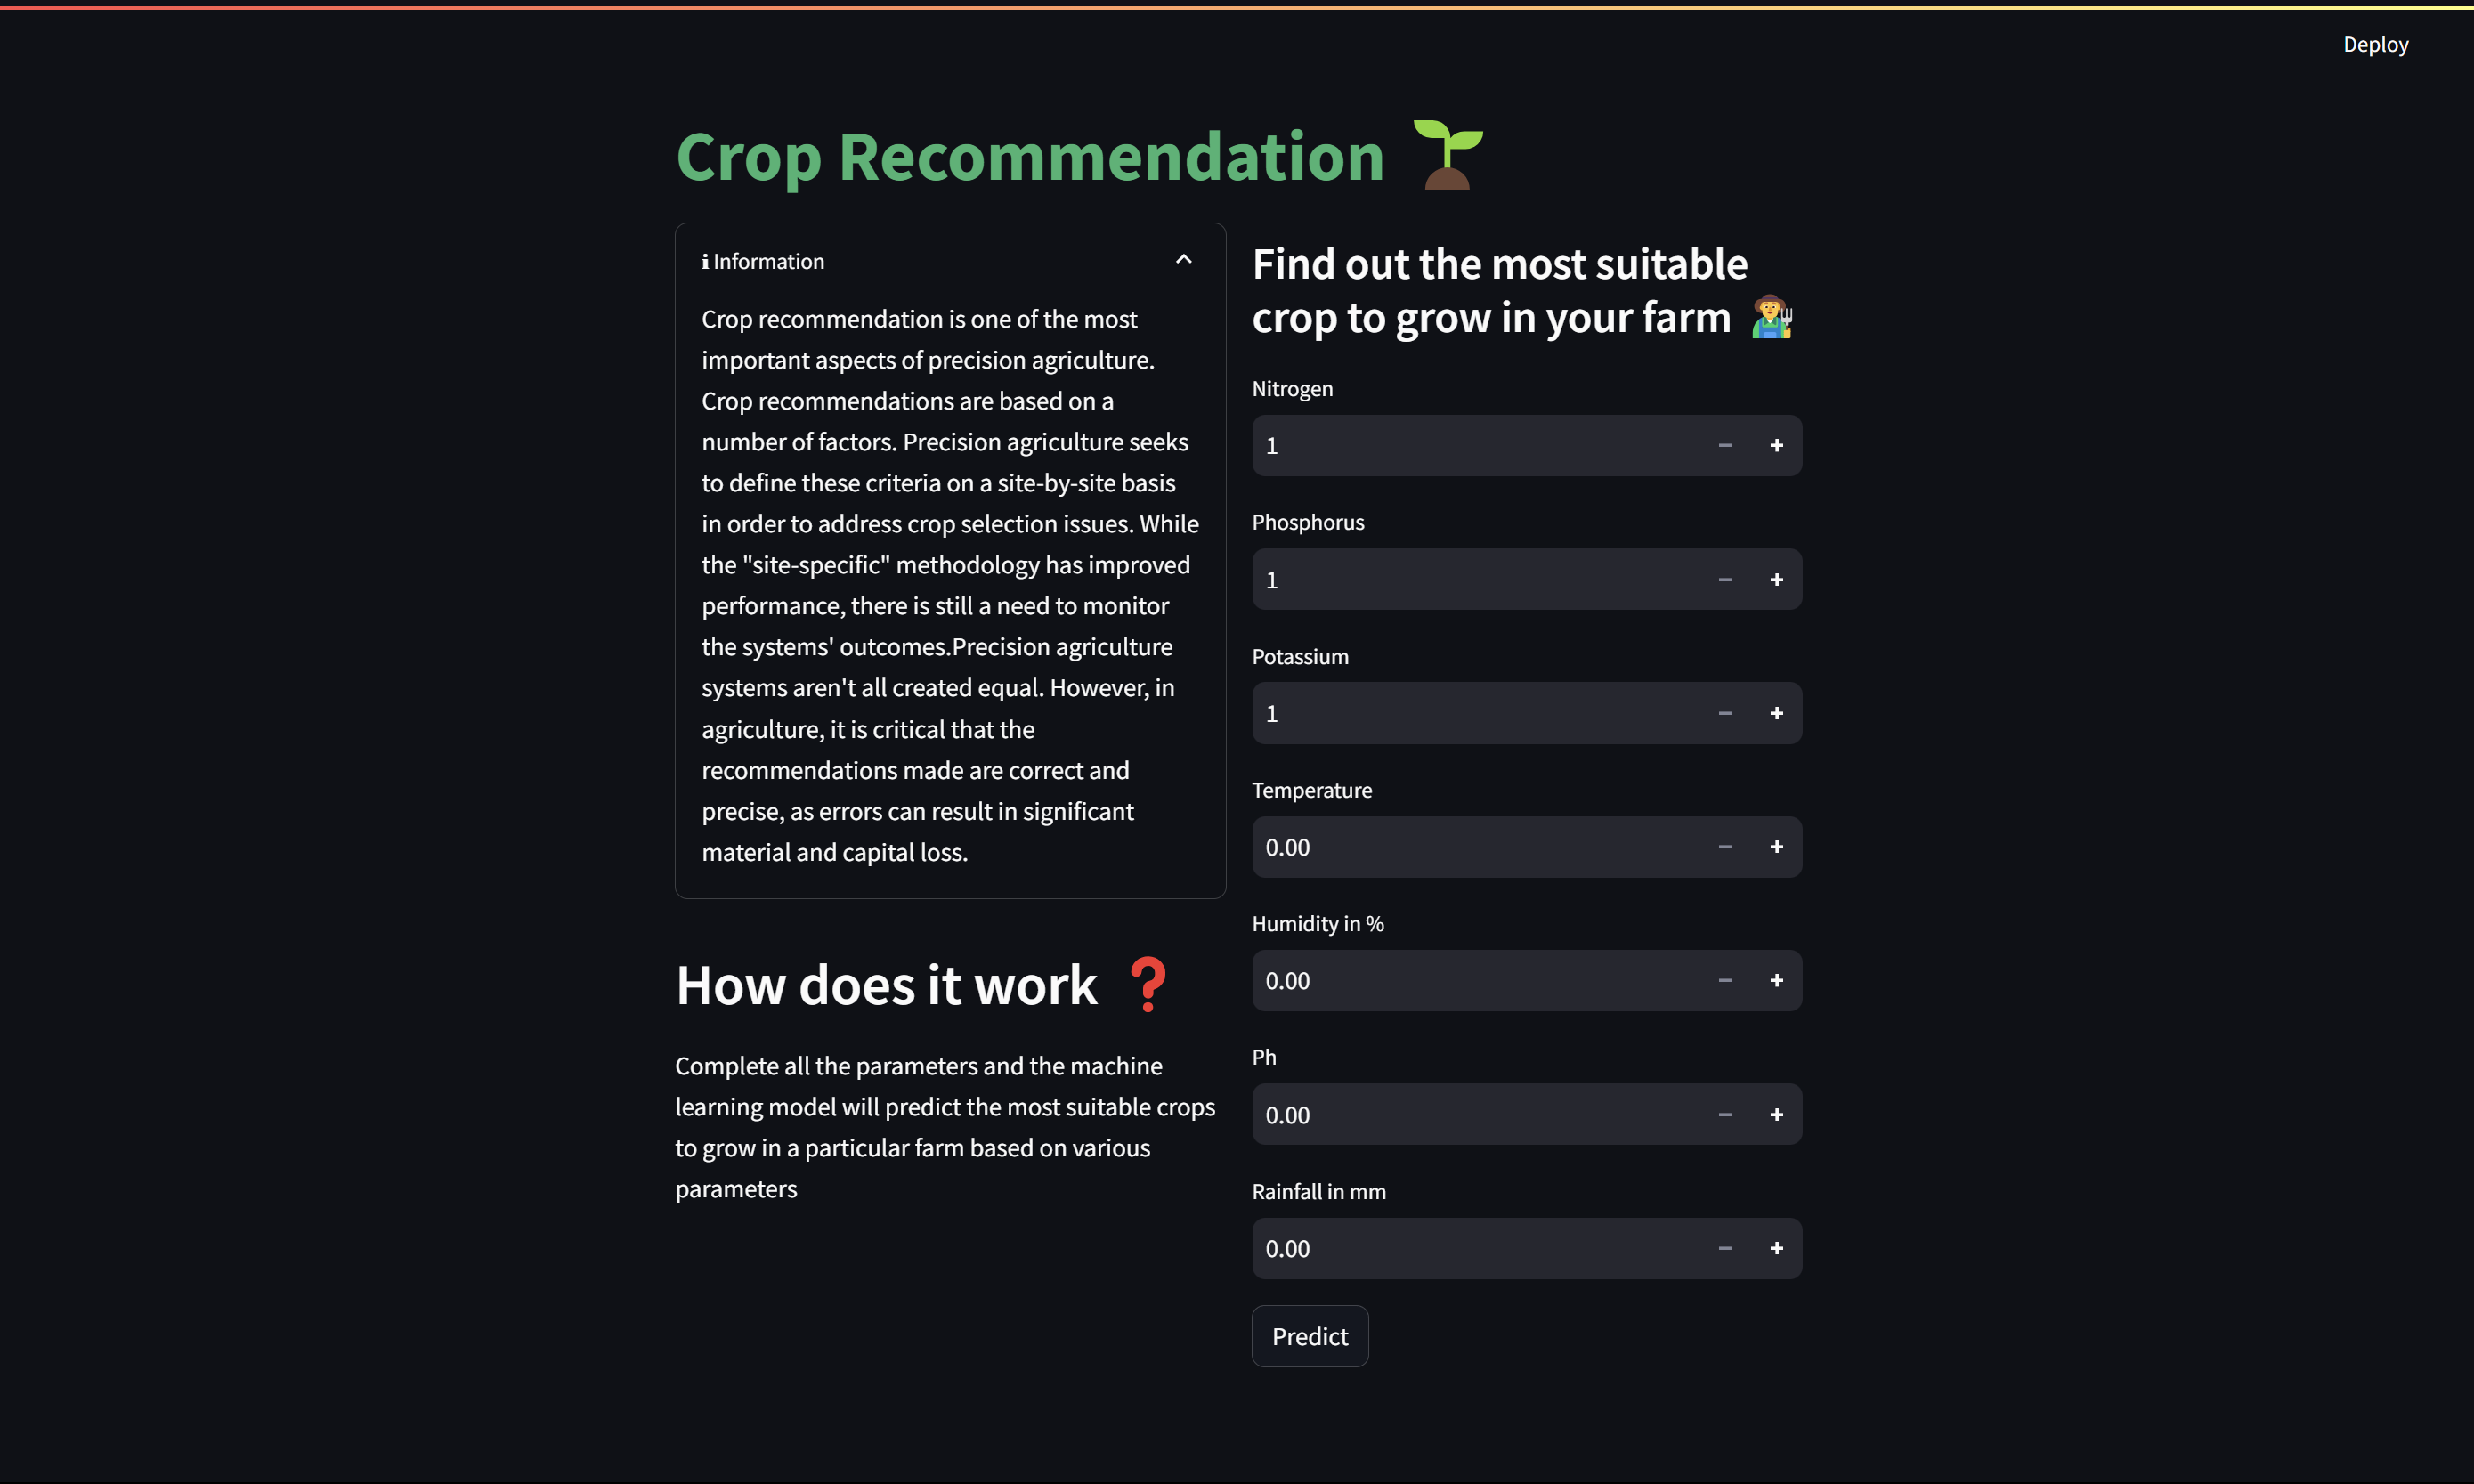 Deploy
Crop Recommendation 🌱
ℹ Information
Crop recommendation is one of the most
important aspects of precision agriculture.
Crop recommendations are based on a
number of factors. Precision agriculture seeks
to define these criteria on a site-by-site basis
in order to address crop selection issues. While
the "site-specific" methodology has improved
performance, there is still a need to monitor
the systems' outcomes.Precision agriculture
systems aren't all created equal. However, in
agriculture, it is critical that the
recommendations made are correct and
precise, as errors can result in significant
material and capital loss.
How does it work ❓
Complete all the parameters and the machine
learning model will predict the most suitable crops
to grow in a particular farm based on various
parameters
Find out the most suitable
crop to grow in your farm 👨‍🌾
Nitrogen
1
Phosphorus
1
Potassium
1
Temperature
0.00
Humidity in %
0.00
Ph
0.00
Rainfall in mm
0.00
Predict